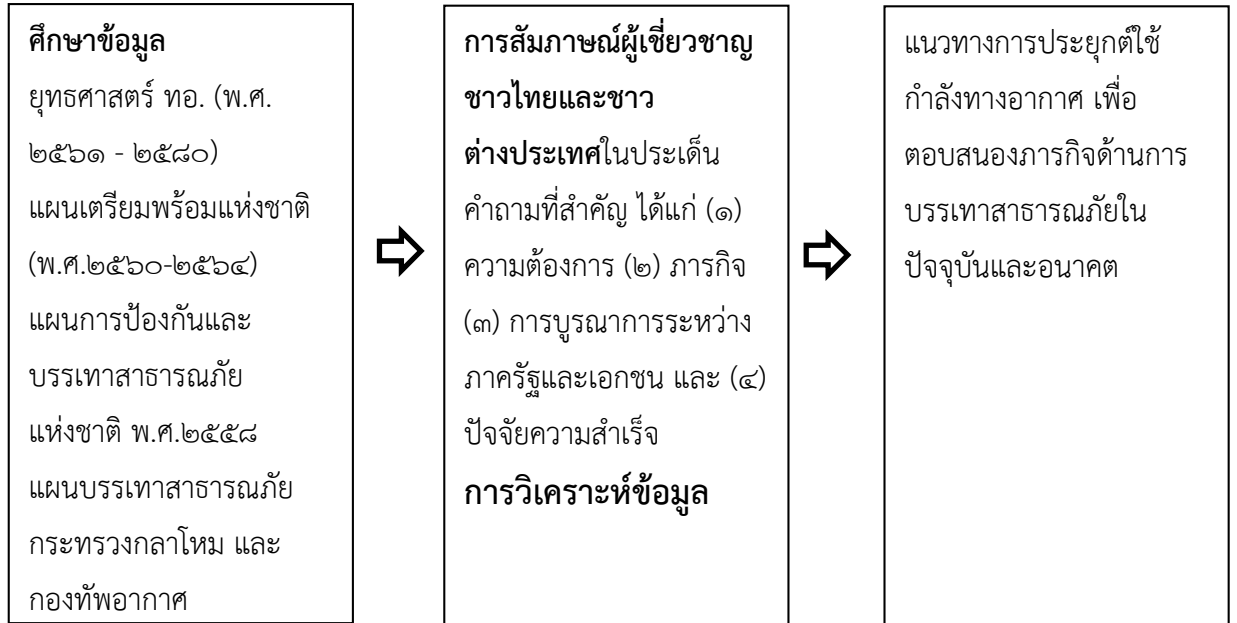 ศึกษาข้อมูล
ยุทธศาสตร์ ทอ. (พ.ศ.
๒๕๖๑ - ๒๕๘๐)
แผนเตรียมพร้อมแห่งชาติ
(พ.ศ.๒๕๖๐-๒๕๖๔)
แผนการป้องกันและ
บรรเทาสาธารณภัย
แห่งชาติ พ.ศ.๒๕๕๘
แผนบรรเทาสาธารณภัย
กระทรวงกลาโหม และ
กองทัพอากาศ
การสัมภาษณ์ผู้เชี่ยวชาญ
ชาวไทยและชาว
ต่างประเทศในประเด็น
คำถามที่สำคัญ ได้แก่ (๑)
ความต้องการ (๒) ภารกิจ
(๓) การบูรณาการระหว่าง
ภาครัฐและเอกชน และ (๔)
ปัจจัยความสำเร็จ
การวิเคราะห์ข้อมูล
แนวทางการประยุกต์ใช้
กำลังทางอากาศ เพื่อ
ตอบสนองภารกิจด้านการ
บรรเทาสาธารณภัยใน
ปัจจุบันและอนาคต